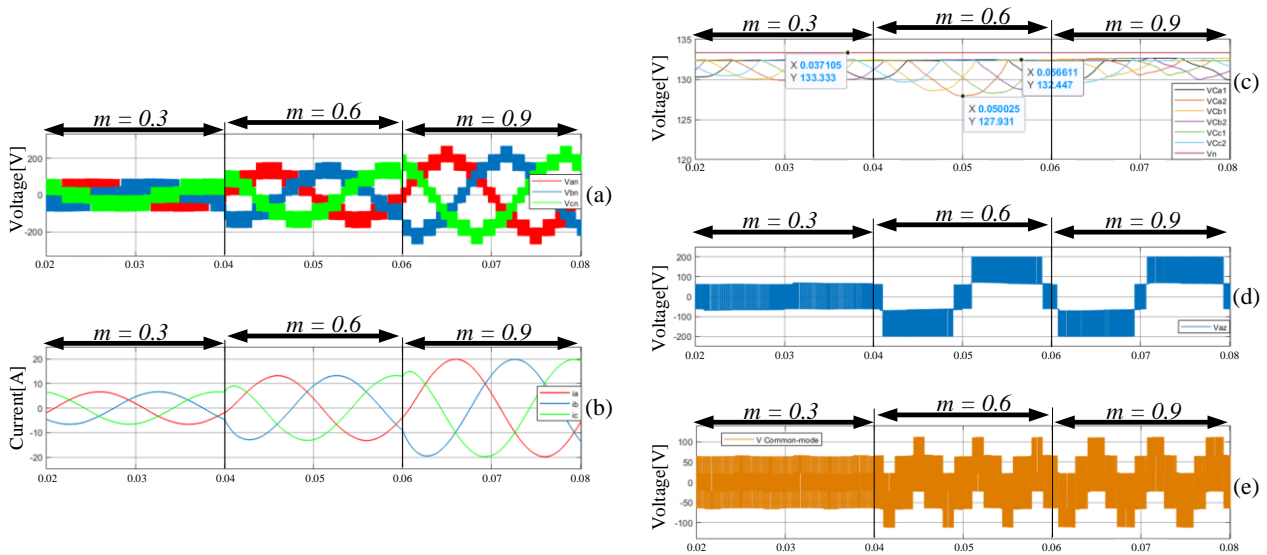 m = 0.3
m = 0.6
m = 0.9
Voltage[V]
200
0
-200
Van
Vbn
Vcn
0.02
0.03
0.04
0.05
0.06
0.07
0.08
(a)
m = 0.3
m = 0.6
m = 0.9
Current[A]
20
10
0
-10
-20
ia
ib
ic
0.02
0.03
0.04
0.05
0.06
0.07
0.08
(b)
m = 0.3
m = 0.6
m = 0.9
Voltage[V]
135
130
125
120
X 0.037105
Y 133.333
X 0.056611
Y 132.447
X 0.050025
Y 127.931
VCa1
VCa2
VCb1
VCb2
VCc1
VCc2
Vn
0.02
0.03
0.04
0.05
0.06
0.07
0.08
(c)
m = 0.3
m = 0.6
m = 0.9
Voltage[V]
200
100
0
-100
-200
Vaz
0.02
0.03
0.04
0.05
0.06
0.07
0.08
(d)
m = 0.3
m = 0.6
m = 0.9
Voltage[V]
100
50
0
-50
-100
V Common-mode
0.02
0.03
0.04
0.05
0.06
0.07
0.08
(e)